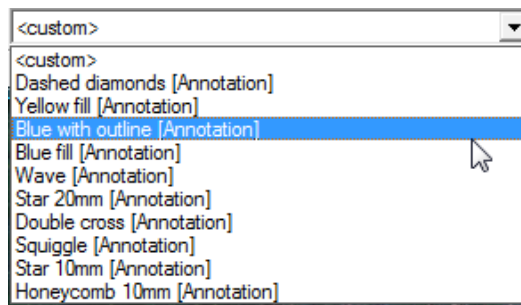 <custom>
<custom>
Dashed diamonds [Annotation]
Yellow fill [Annotation]
Blue with outline [Annotation]
Blue fill [Annotation]
Wave [Annotation]
Star 20mm [Annotation]
Double cross [Annotation]
Squiggle [Annotation]
Star 10mm [Annotation]
Honeycomb 10mm [Annotation]